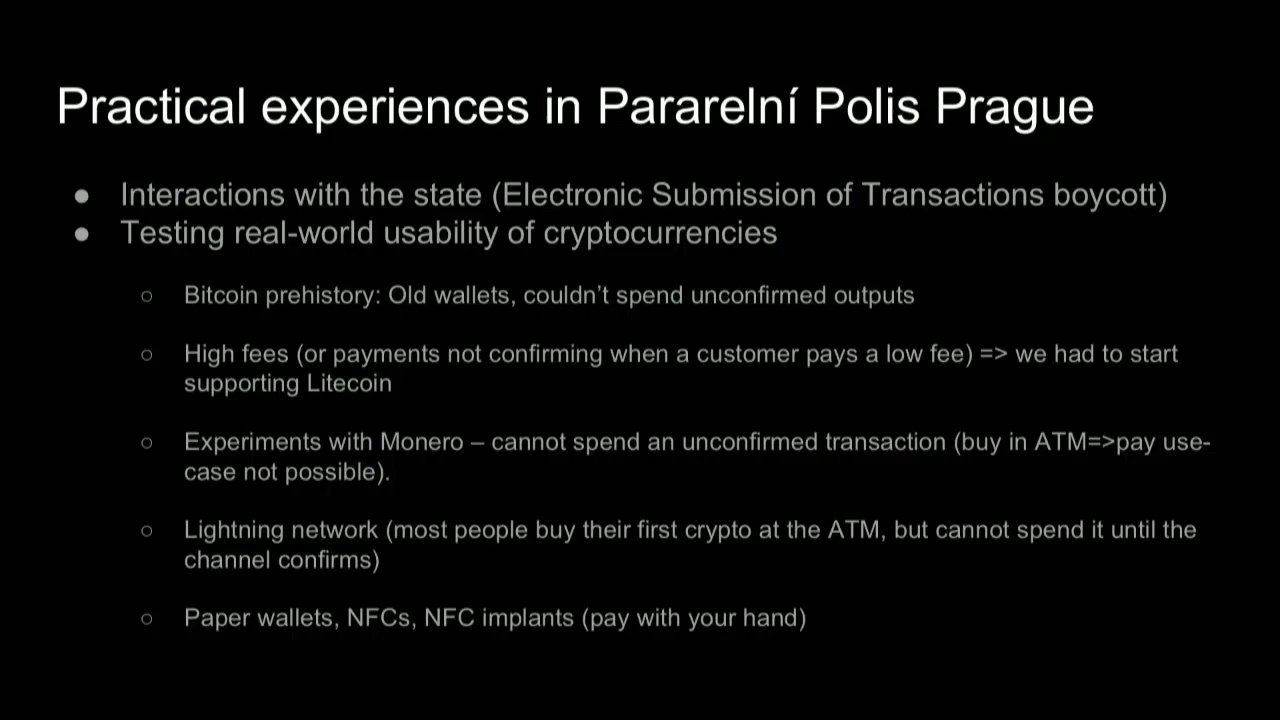 Practical experiences in Pararelní Polis Prague
● Interactions with the state (Electronic Submission of Transactions boycott)
● Testing real-world usability of cryptocurrencies
○ Bitcoin prehistory: Old wallets, couldn’t spend unconfirmed outputs
○ High fees (or payments not confirming when a customer pays a low fee) => we had to start
supporting Litecoin
○ Experiments with Monero – cannot spend an unconfirmed transaction (buy in ATM=>pay use-
case not possible).
○ Lightning network (most people buy their first crypto at the ATM, but cannot spend it until the
channel confirms)
○ Paper wallets, NFCs, NFC implants (pay with your hand)